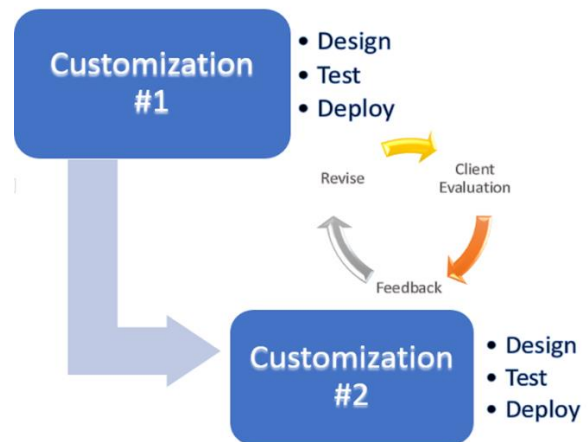 Customization
#1
• Design
• Test
• Deploy
Revise
Client
Evaluation
Feedback
Customization
#2
• Design
• Test
• Deploy